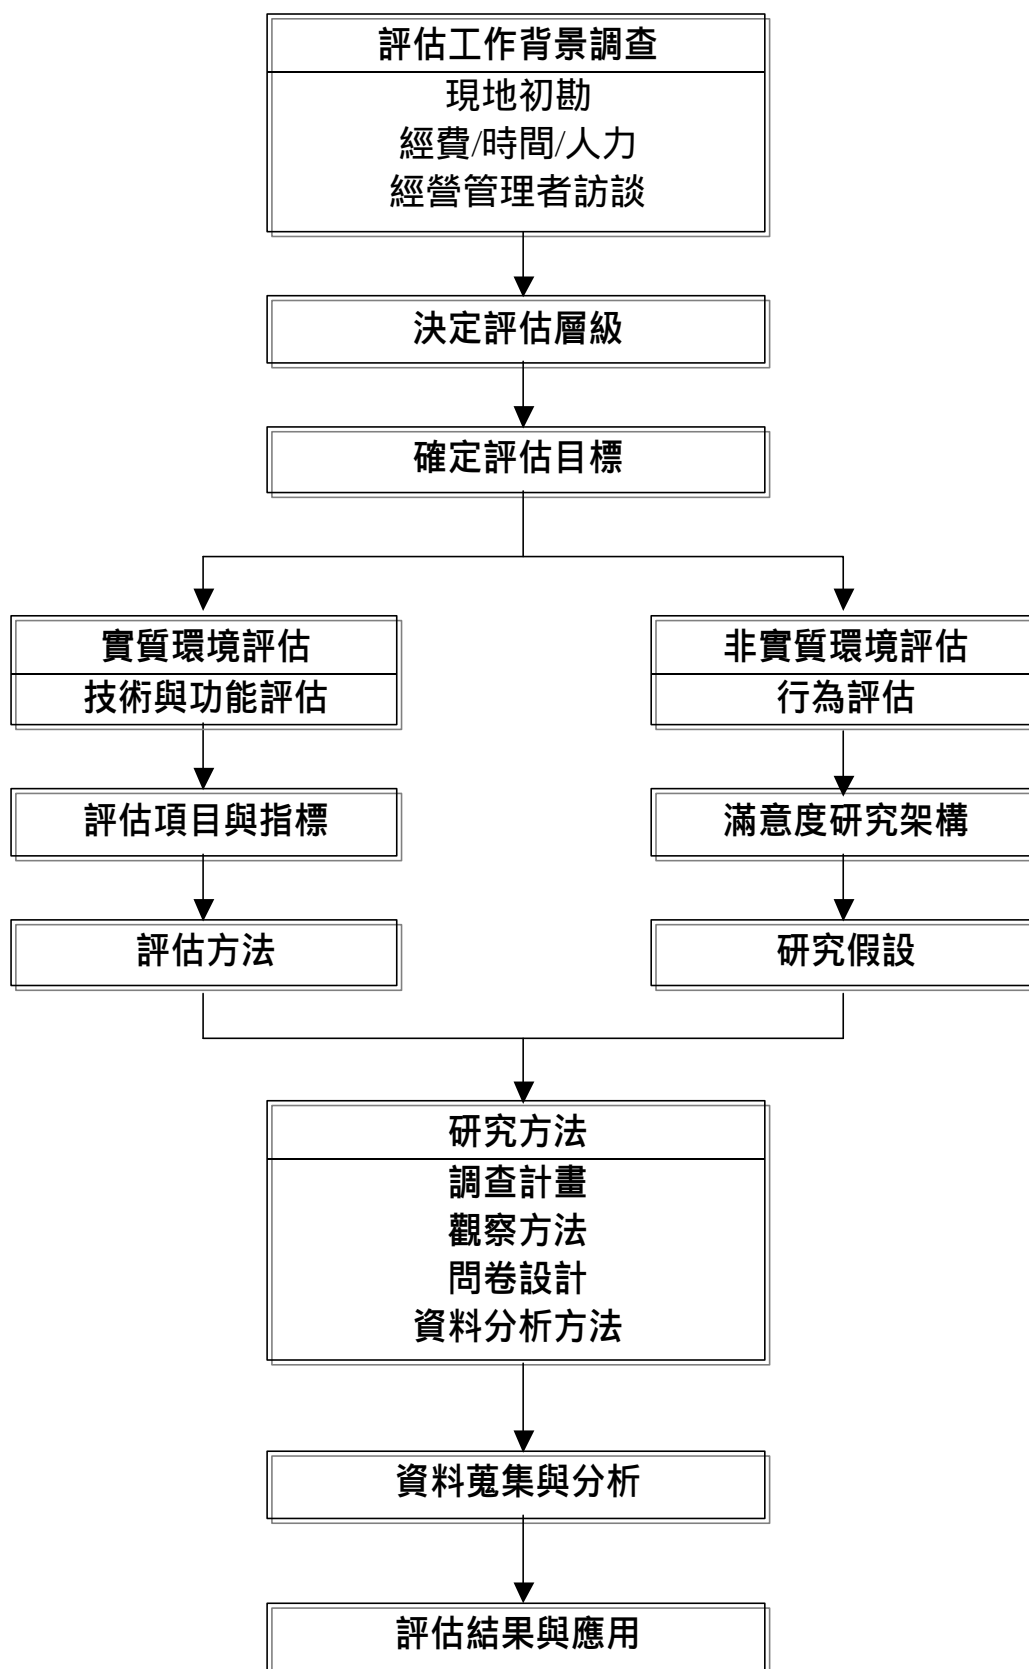 評估工作背景調查
現地初勘
經費/時間/人力
經營管理者訪談
決定評估層級
確定評估目標
實質環境評估
技術與功能評估
非實質環境評估
行為評估
評估項目與指標
滿意度研究架構
評估方法
研究假設
研究方法
調查計畫
觀察方法
問卷設計
資料分析方法
資料蒐集與分析
評估結果與應用